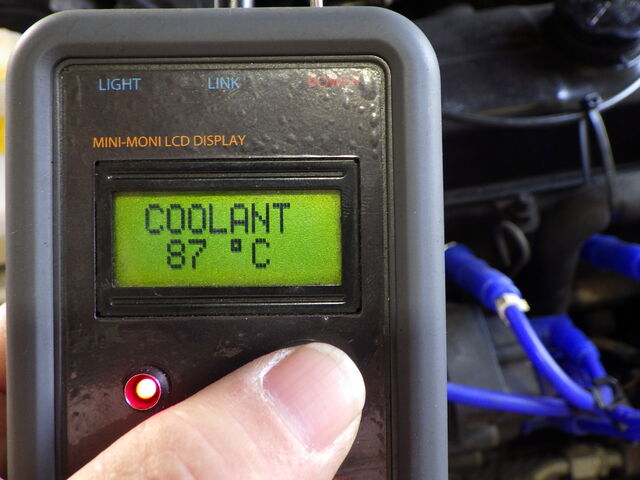 LIGHT LINK POWER
MINI-MONI LCD DISPLAY
COOLANT
87 °C